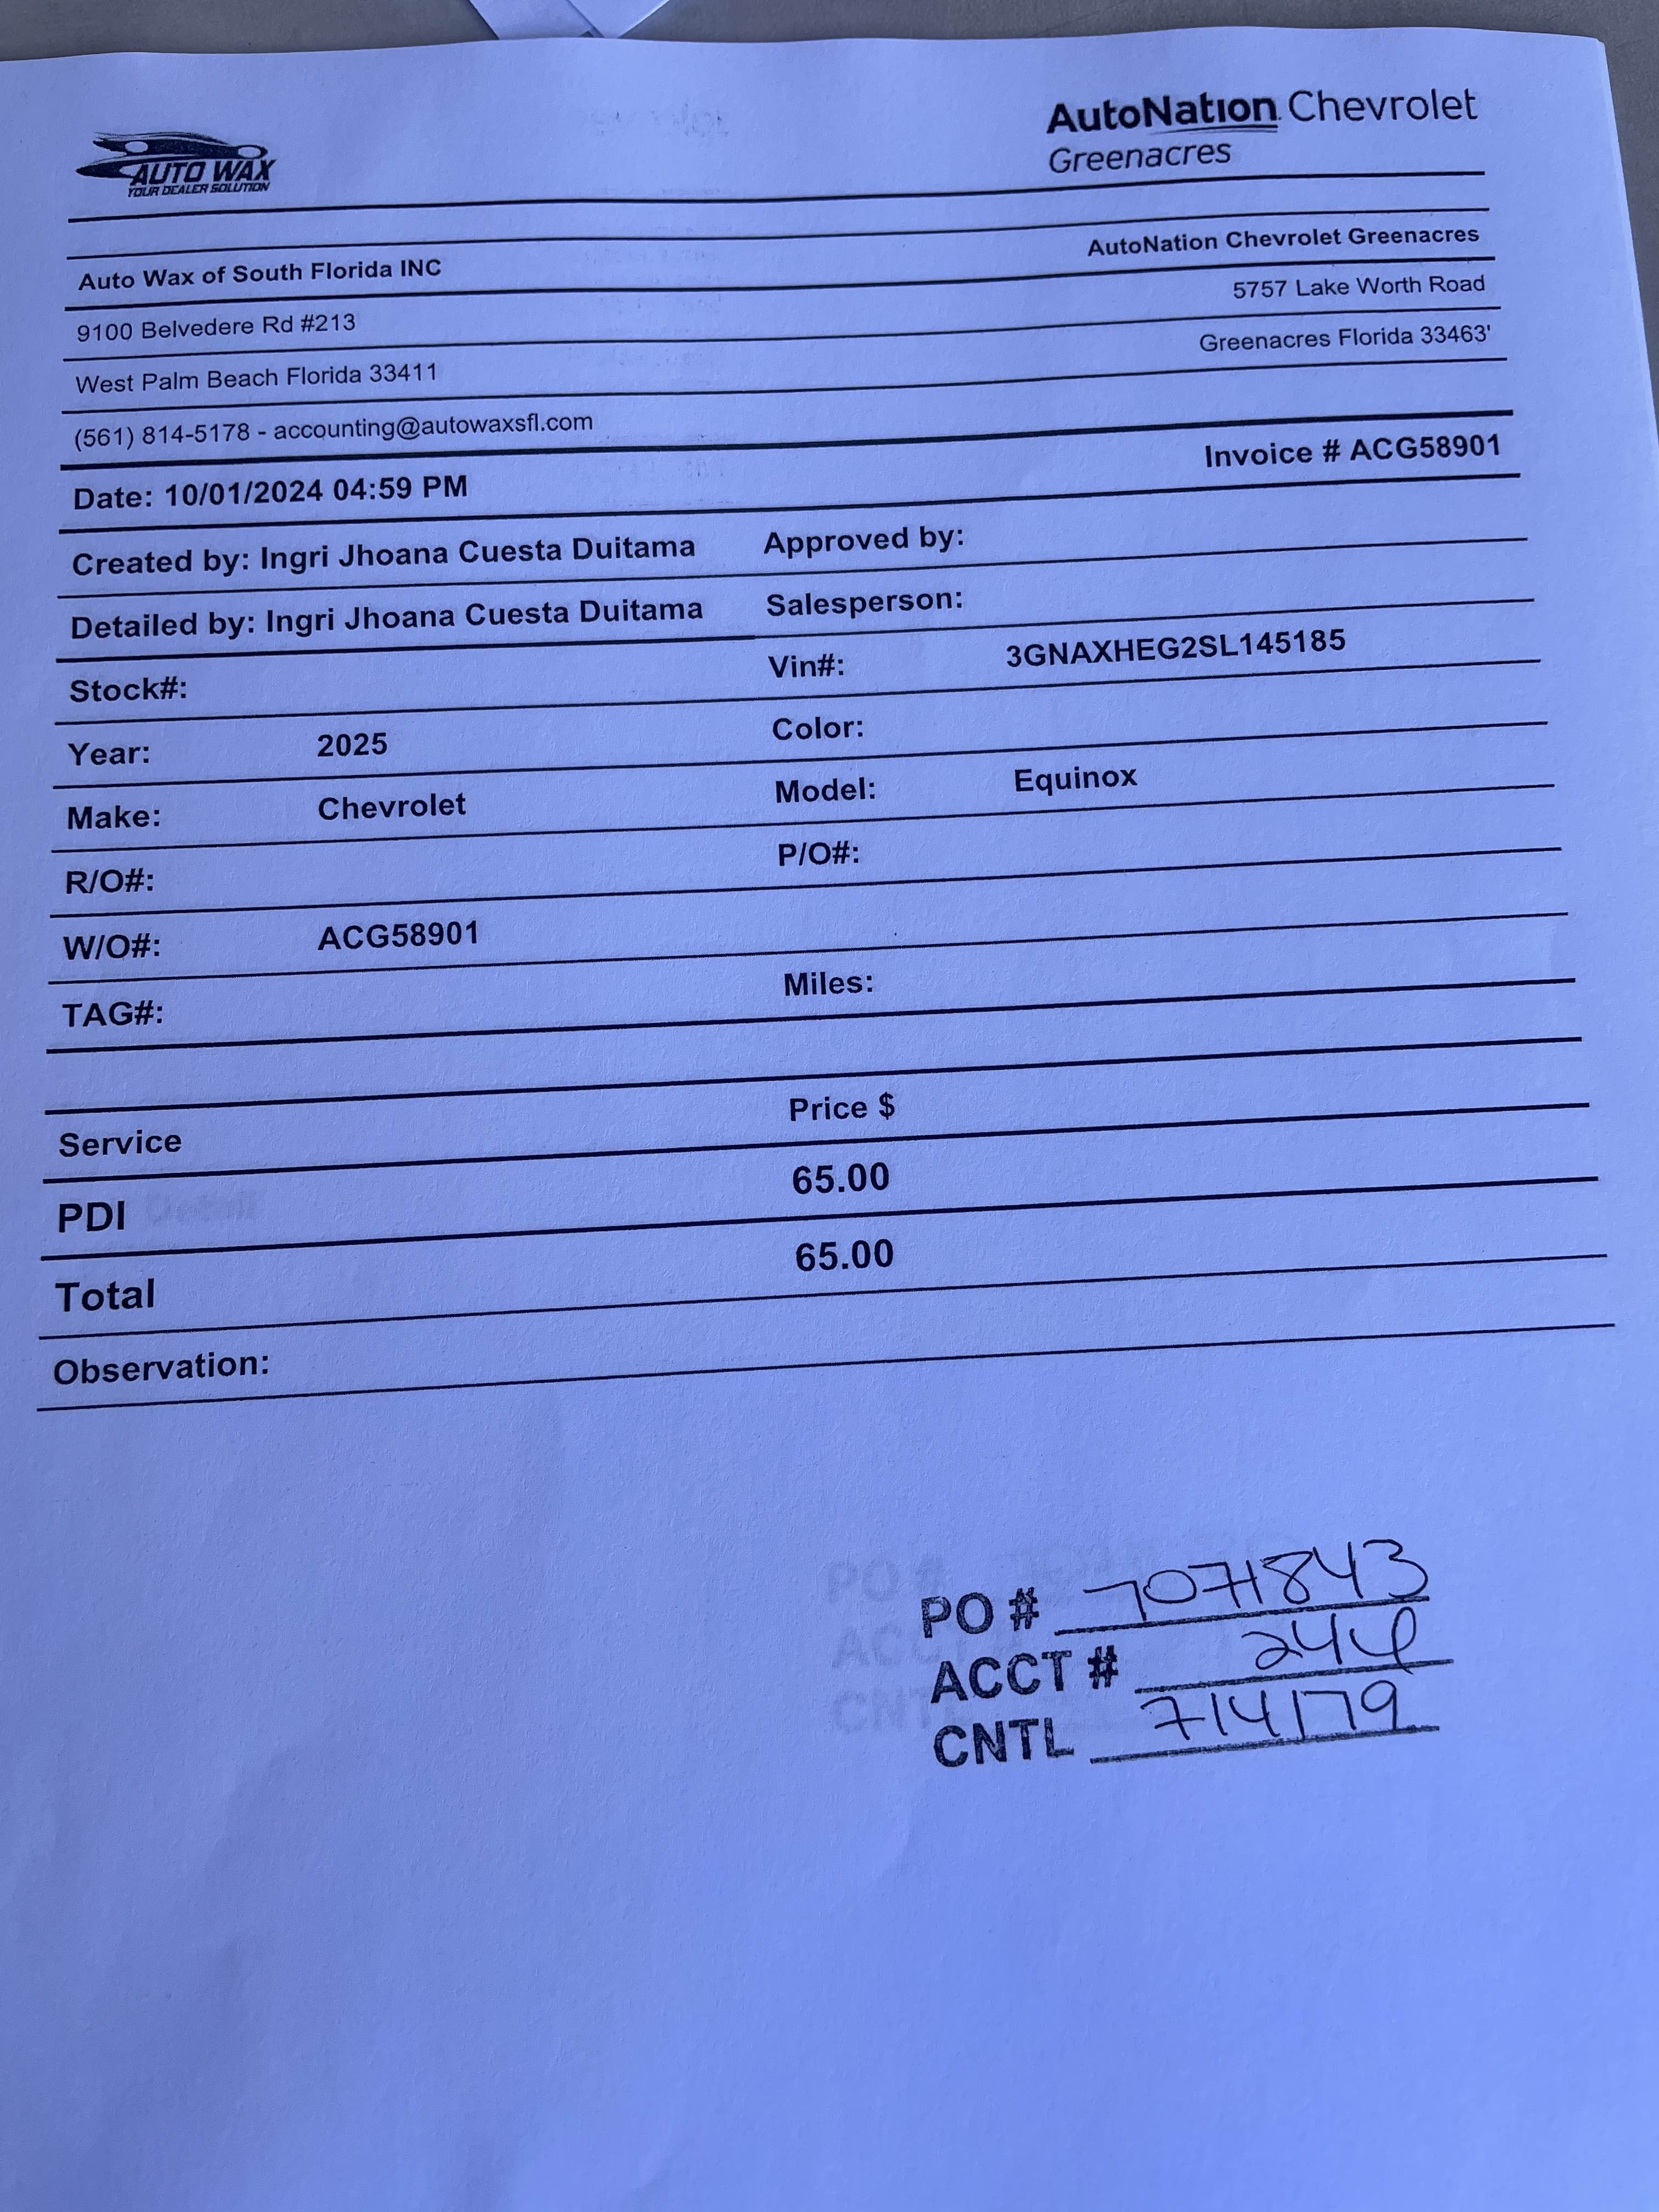 AUTO WAX
YOUR DEALER SOLUTION
AutoNation Chevrolet
Greenacres
Auto Wax of South Florida INC
AutoNation Chevrolet Greenacres
9100 Belvedere Rd #213
5757 Lake Worth Road
West Palm Beach Florida 33411
Greenacres Florida 33463'
(561) 814-5178 - accounting@autowaxsfl.com
Date: 10/01/2024 04:59 PM
Invoice # ACG58901
Created by: Ingri Jhoana Cuesta Duitama Approved by:
Detailed by: Ingri Jhoana Cuesta Duitama Salesperson:
Stock#: Vin#: 3GNAXHEG2SL145185
Year: 2025 Color:
Make: Chevrolet Model: Equinox
R/O#: P/O#:
W/O#: ACG58901
TAG#: Miles:
Service Price $
PDI 65.00
Total 65.00
Observation:
PO # 7071843
ACCT #
CNTL 714179